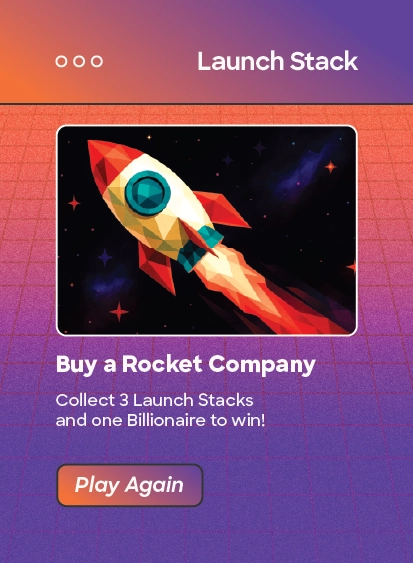 Launch Stack
Buy a Rocket Company
Collect 3 Launch Stacks
and one Billionaire to win!
Play Again